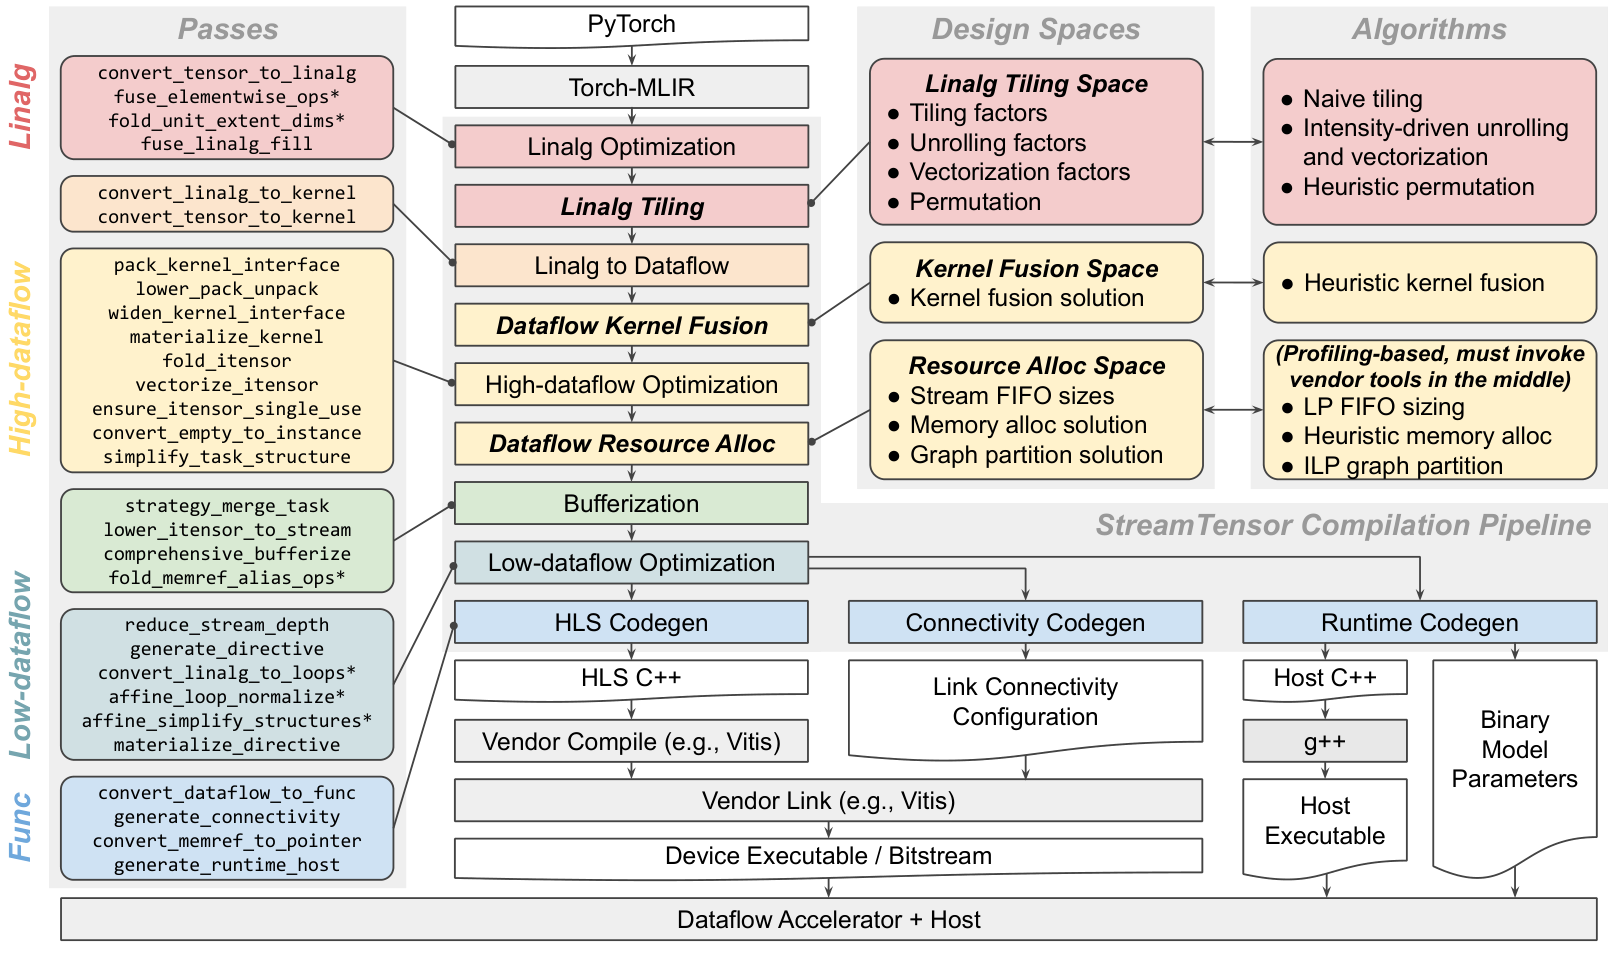 Passes
Linalg
convert_tensor_to_linalg
fuse_elementwise_ops*
fold_unit_extent_dims*
fuse_linalg_fill
convert_linalg_to_kernel
convert_tensor_to_kernel
High-dataflow
pack_kernel_interface
lower_pack_unpack
widen_kernel_interface
materialize_kernel
fold_itensor
vectorize_itensor
ensure_itensor_single_use
convert_empty_to_instance
simplify_task_structure
strategy_merge_task
lower_itensor_to_stream
comprehensive_bufferize
fold_memref_alias_ops*
Low-dataflow
reduce_stream_depth
generate_directive
convert_linalg_to_loops*
affine_loop_normalize*
affine_simplify_structures*
materialize_directive
Func
convert_dataflow_to_func
generate_connectivity
convert_memref_to_pointer
generate_runtime_host
PyTorch
Torch-MLIR
Linalg Optimization
Linalg Tiling
Linalg to Dataflow
Dataflow Kernel Fusion
High-dataflow Optimization
Dataflow Resource Alloc
Bufferization
Low-dataflow Optimization
HLS Codegen
HLS C++
Vendor Compile (e.g., Vitis)
Design Spaces
Linalg Tiling Space
● Tiling factors
● Unrolling factors
● Vectorization factors
● Permutation
Kernel Fusion Space
● Kernel fusion solution
Resource Alloc Space
● Stream FIFO sizes
● Memory alloc solution
● Graph partition solution
Algorithms
● Naive tiling
● Intensity-driven unrolling
and vectorization
● Heuristic permutation
● Heuristic kernel fusion
(Profiling-based, must invoke
vendor tools in the middle)
● LP FIFO sizing
● Heuristic memory alloc
● ILP graph partition
StreamTensor Compilation Pipeline
Connectivity Codegen
Link Connectivity
Configuration
Runtime Codegen
Host C++
g++
Host
Executable
Binary
Model
Parameters
Vendor Link (e.g., Vitis)
Device Executable / Bitstream
Dataflow Accelerator + Host